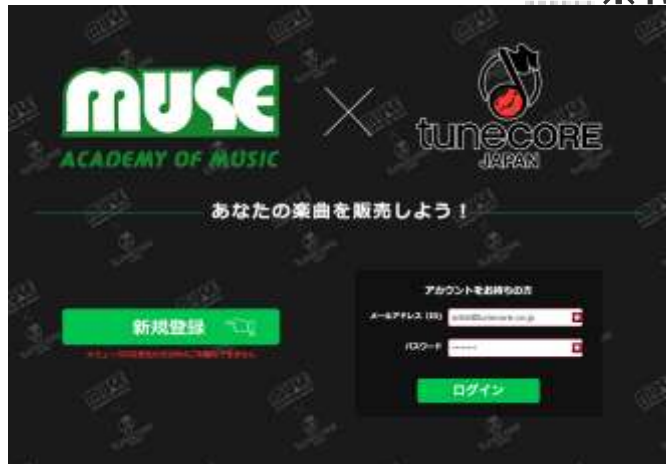 MUSE
ACADEMY OF MUSIC
tunecore
JAPAN
あなたの楽曲を販売しよう！
新規登録
アカウントをお持ちの方
メールアドレス (ID)
パスワード
ログイン